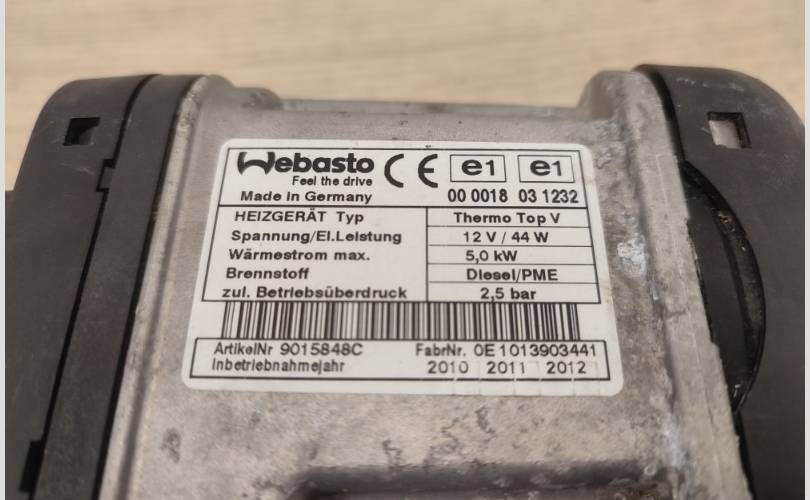 Webasto CE e1 e1
Feel the drive
Made in Germany 00 0018 03 1232
HEIZGERÄT Typ Thermo Top V
Spannung/El.Leistung 12 V / 44 W
Wärmestrom max. 5,0 kW
Brennstoff Diesel/PME
zul. Betriebsüberdruck 2,5 bar
ArtikelNr 9015848C FabrNr. 0E1013903441
Inbetriebnahmejahr 2010 2011 2012